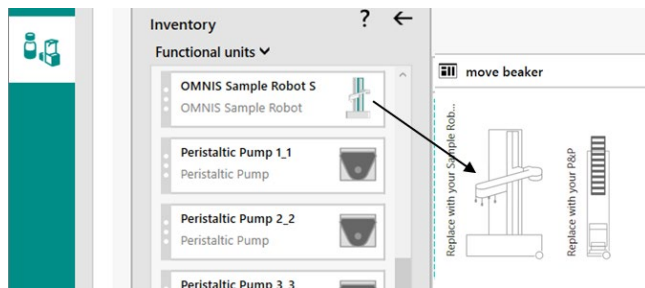 Inventory
?
Functional units
OMNIS Sample Robot S
OMNIS Sample Robot
Peristaltic Pump 1_1
Peristaltic Pump
Peristaltic Pump 2_2
Peristaltic Pump
Peristaltic Pump 3_3
move beaker
Replace with your Sample Rob...
Replace with your P&P